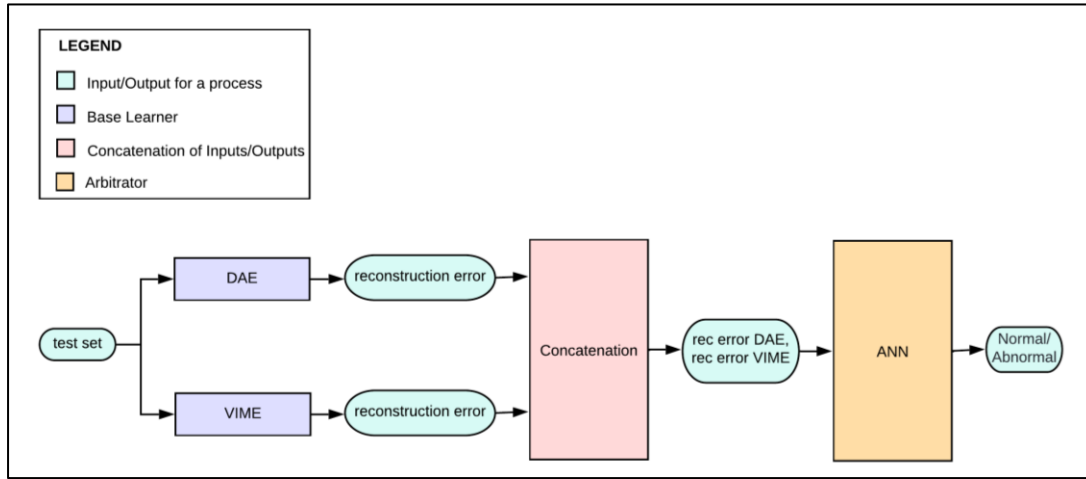 LEGEND
Input/Output for a process
Base Learner
Concatenation of Inputs/Outputs
Arbitrator
test set
DAE
reconstruction error
VIME
reconstruction error
Concatenation
rec error DAE,
rec error VIME
ANN
Normal/
Abnormal